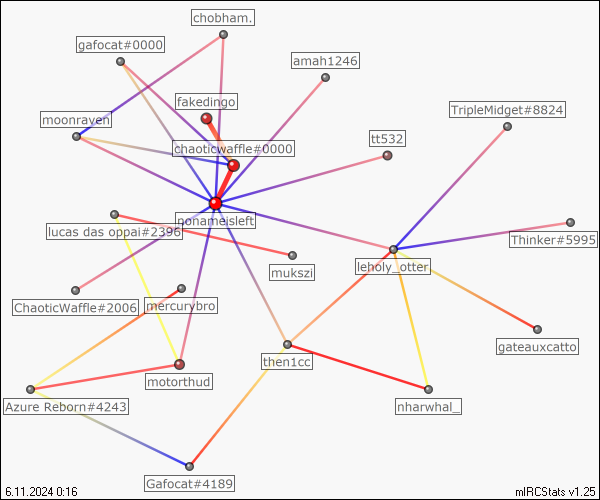 chobham.
gafocat#0000
amah1246
fakedingo
TripleMidget#8824
moonraven
tt532
chaoticwaffle#0000
nonameisleft
lucas das oppai#2396
Thinker#5995
leholy_otter
mukszi
ChaoticWaffle#2006
mercurybro
gateauxcatto
then1cc
motorthud
Azure Reborn#4243
nharwhal_
Gafocat#4189
6.11.2024 0:16
mIRCStats v1.25